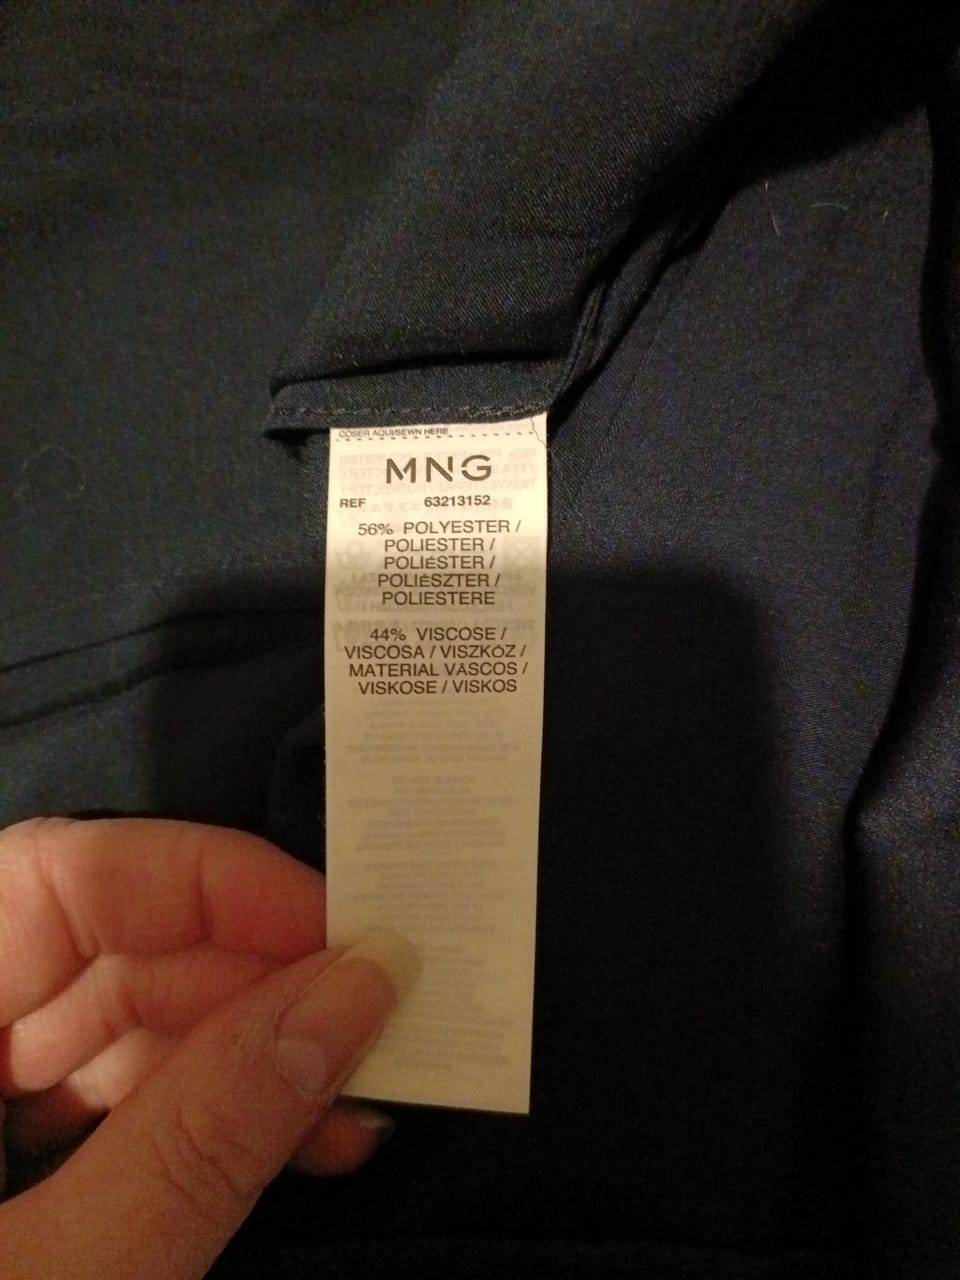 COSER AQUI/SEWN HERE
MNG
REF 63213152
56% POLYESTER /
POLIESTER /
POLIÉSTER /
POLIÉSZTER /
POLIESTERE
44% VISCOSE /
VISCOSA / VISZKÓZ /
MATERIAL VASCOS /
VISKOSE / VISKOS